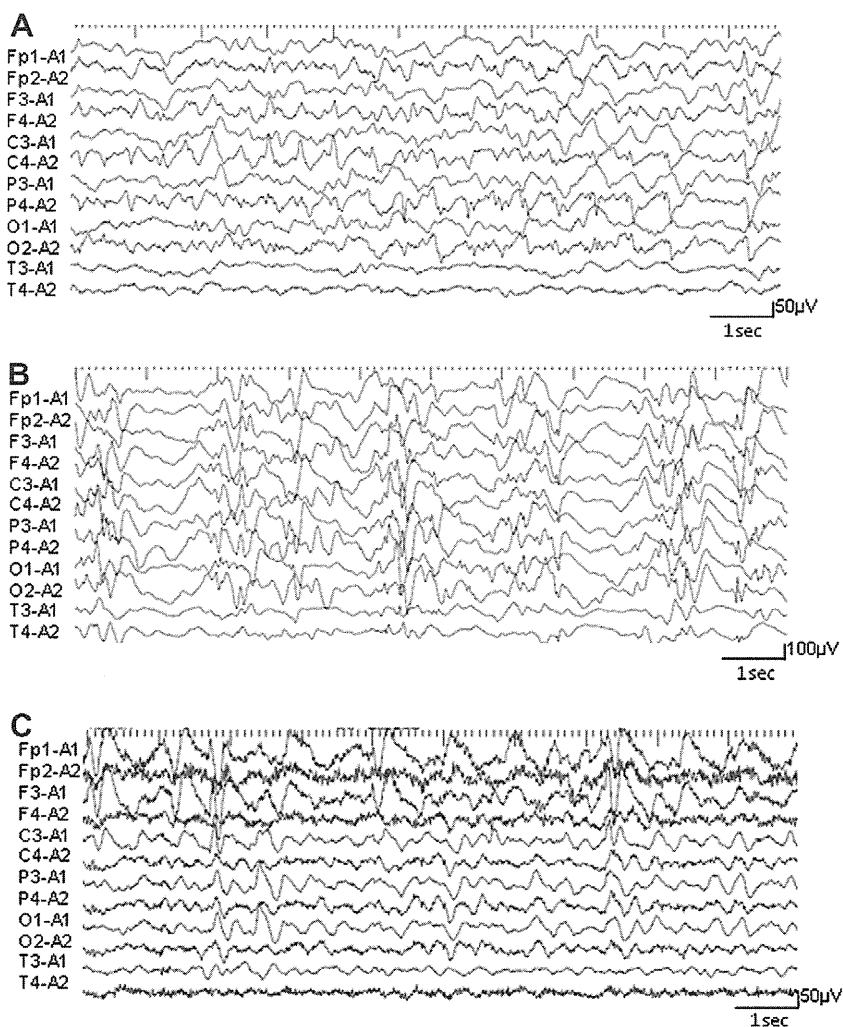 A
Fp1-A1
Fp2-A2
F3-A1
F4-A2
C3-A1
C4-A2
P3-A1
P4-A2
O1-A1
O2-A2
T3-A1
T4-A2
50μV
1sec
B
Fp1-A1
Fp2-A2
F3-A1
F4-A2
C3-A1
C4-A2
P3-A1
P4-A2
O1-A1
O2-A2
T3-A1
T4-A2
100μV
1sec
C
Fp1-A1
Fp2-A2
F3-A1
F4-A2
C3-A1
C4-A2
P3-A1
P4-A2
O1-A1
O2-A2
T3-A1
T4-A2
50μV
1sec